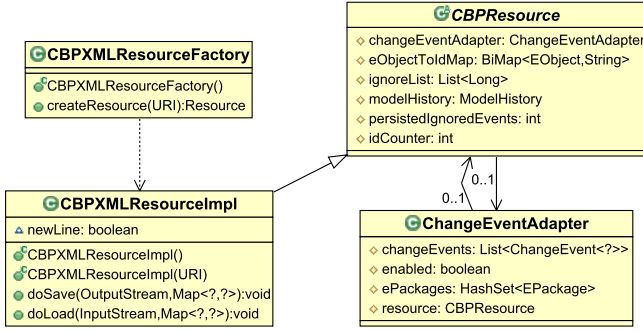 CBPXMLResourceFactory
CBPXMLResourceFactory()
createResource(URI):Resource
CBPResource
changeEventAdapter: ChangeEventAdapter
eObjectToIdMap: BiMap<EObject,String>
ignoreList: List<Long>
modelHistory: ModelHistory
persistedIgnoredEvents: int
idCounter: int
0..1
0..1
CBPXMLResourceImpl
newLine: boolean
CBPXMLResourceImpl()
CBPXMLResourceImpl(URI)
doSave(OutputStream,Map<?,?>):void
doLoad(InputStream,Map<?,?>):void
ChangeEventAdapter
changeEvents: List<ChangeEvent<?>>
enabled: boolean
ePackages: HashSet<EPackage>
resource: CBPResource